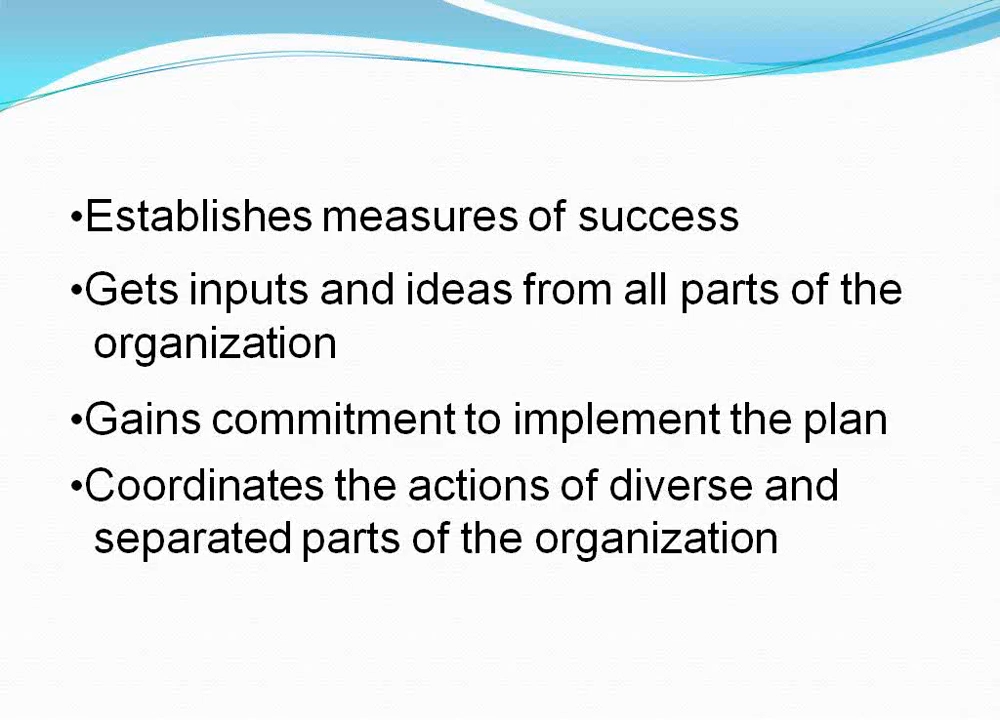 •Establishes measures of success
•Gets inputs and ideas from all parts of the
organization
•Gains commitment to implement the plan
•Coordinates the actions of diverse and
separated parts of the organization